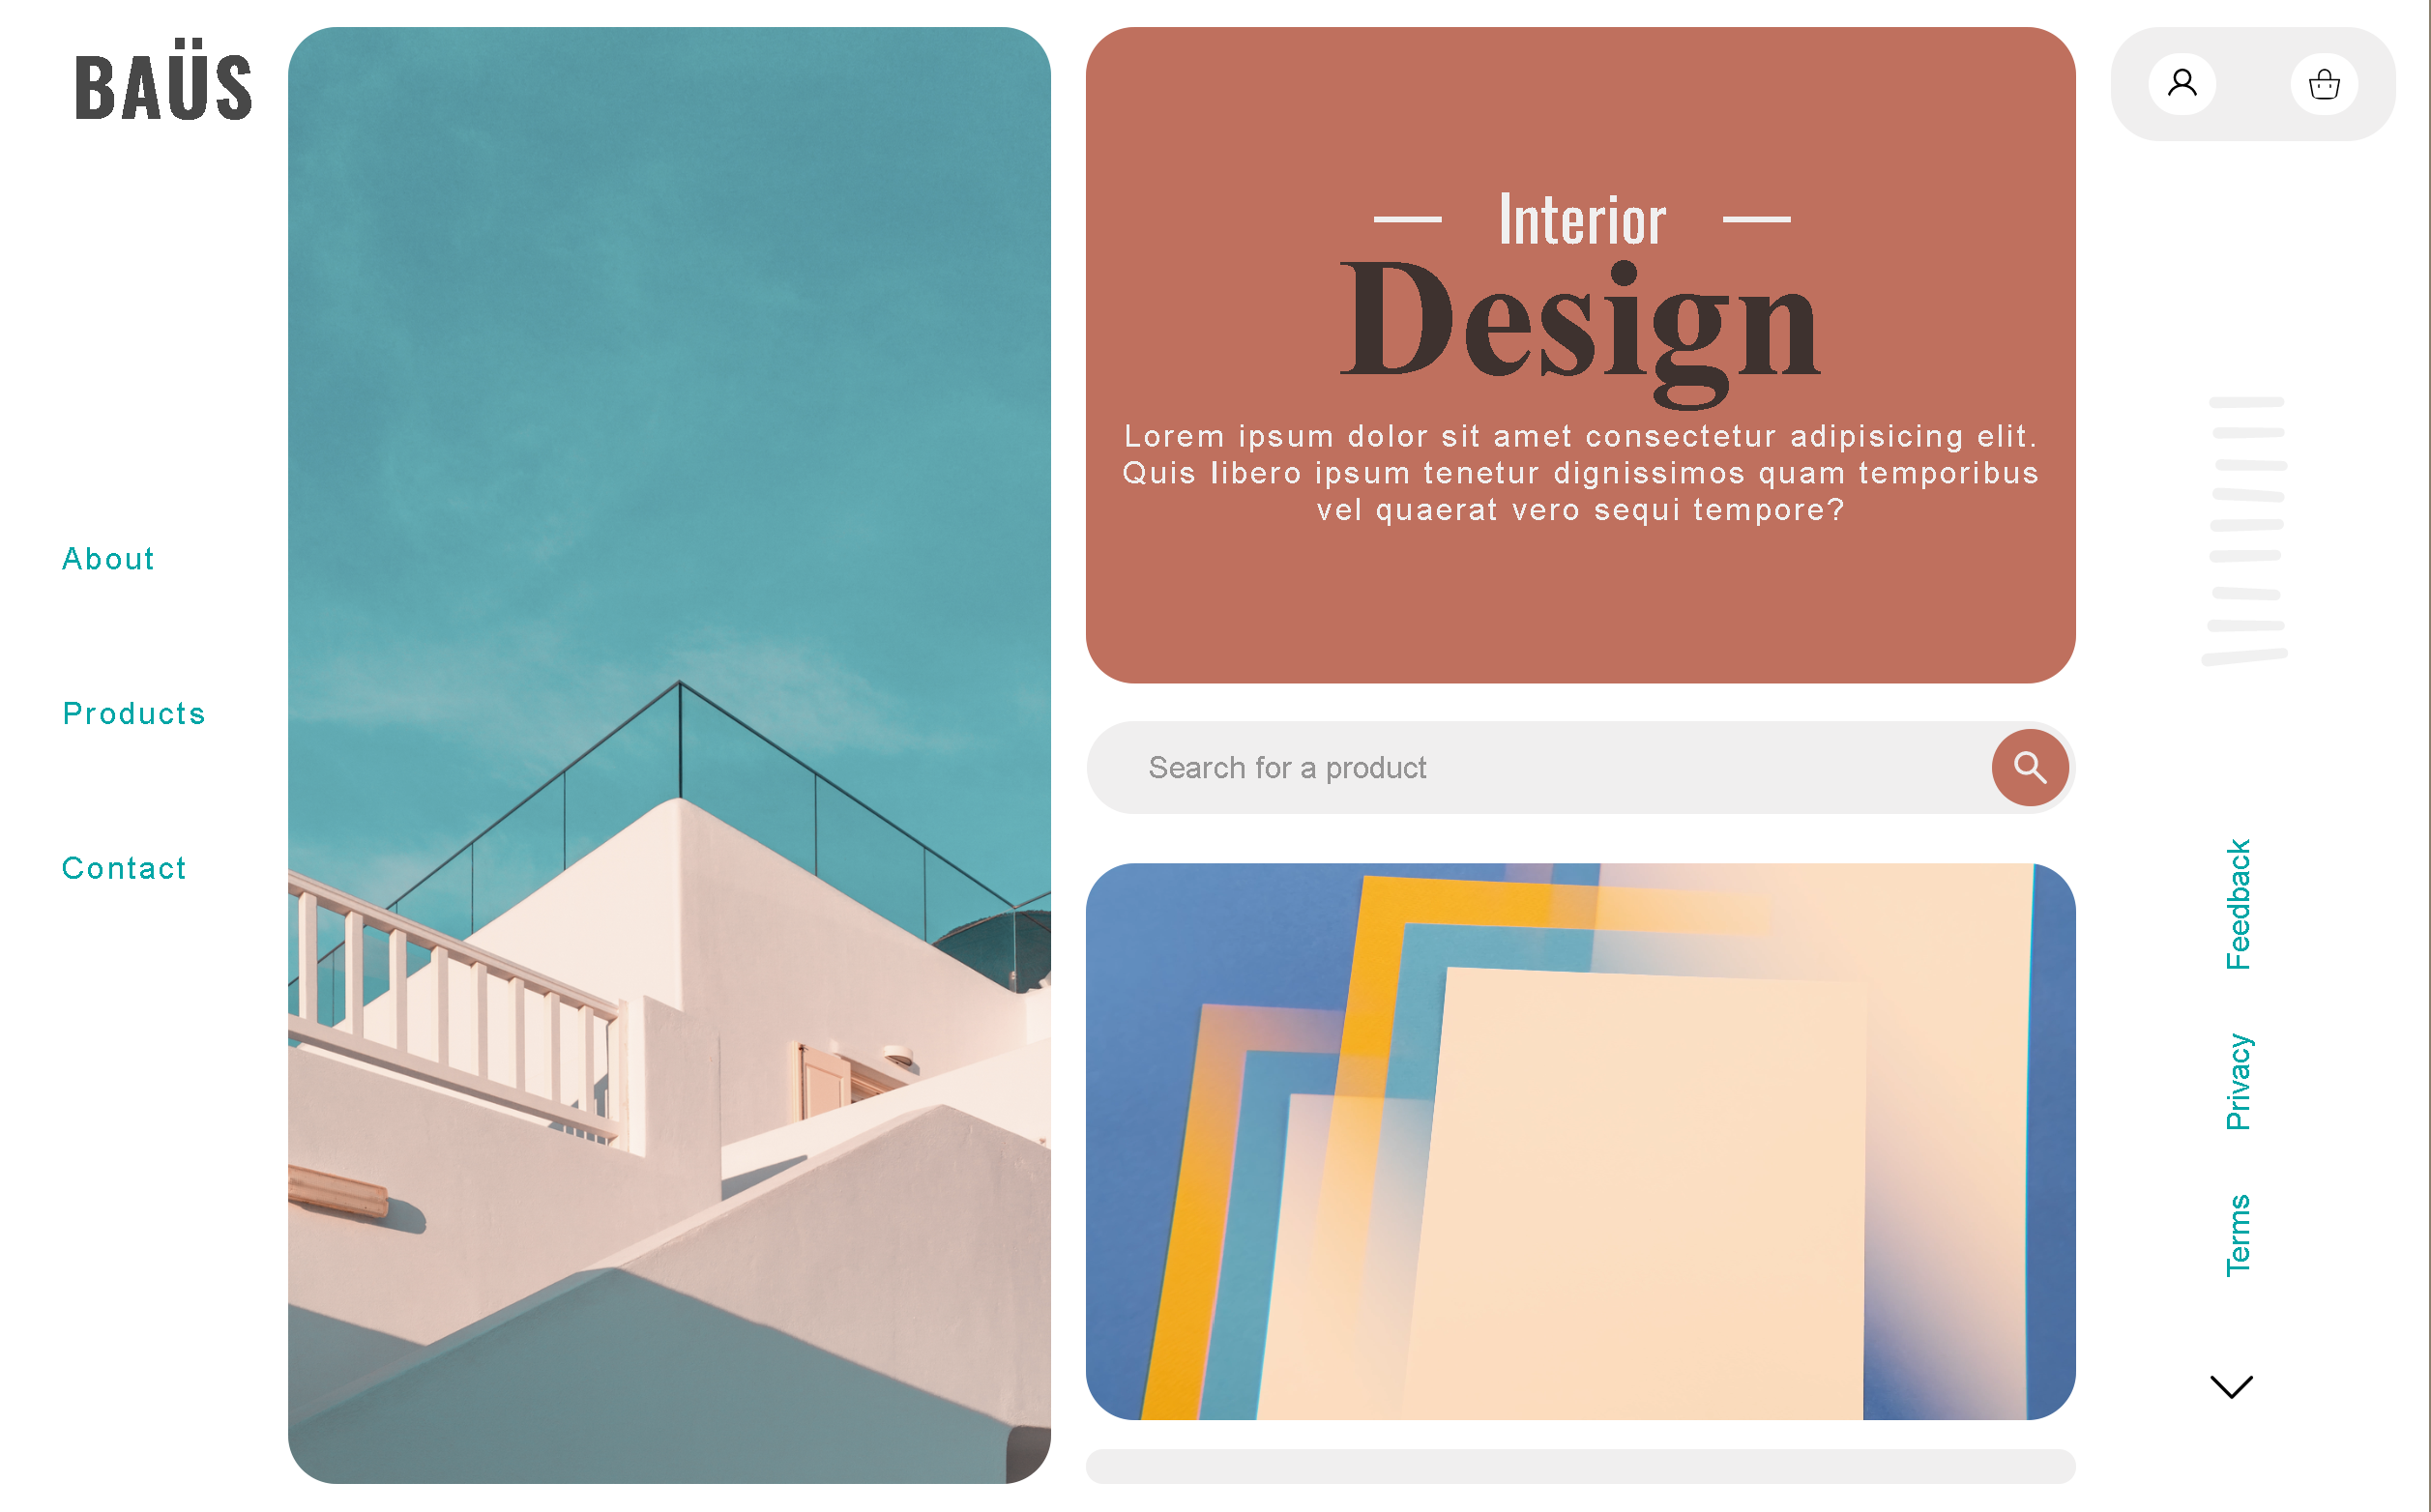 BAÜS
About
Products
Contact
Interior
Design
Lorem ipsum dolor sit amet consectetur adipisicing elit.
Quis libero ipsum tenetur dignissimos quam temporibus
vel quaerat vero sequi tempore?
Search for a product
Feedback
Privacy
Terms